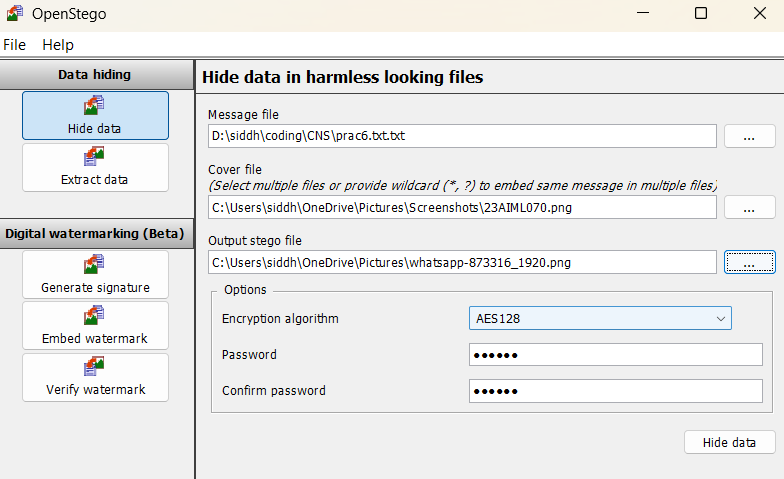 OpenStego
File Help
Data hiding
Hide data
Extract data
Digital watermarking (Beta)
Generate signature
Embed watermark
Verify watermark
Hide data in harmless looking files
Message file
D:\siddh\coding\CNS\prac6.txt.txt
...
Cover file
(Select multiple files or provide wildcard (*, ?) to embed same message in multiple files)
C:\Users\siddh\OneDrive\Pictures\Screenshots\23AIML070.png
...
Output stego file
C:\Users\siddh\OneDrive\Pictures\whatsapp-873316_1920.png
...
Options
Encryption algorithm AES128
Password ••••••
Confirm password ••••••
Hide data